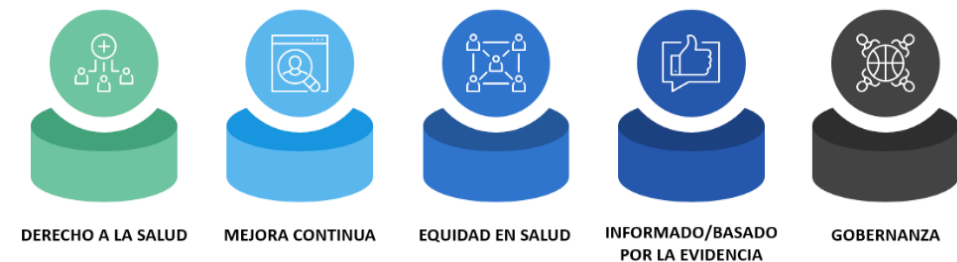 DERECHO A LA SALUD
MEJORA CONTINUA
EQUIDAD EN SALUD
INFORMADO/BASADO
POR LA EVIDENCIA
GOBERNANZA